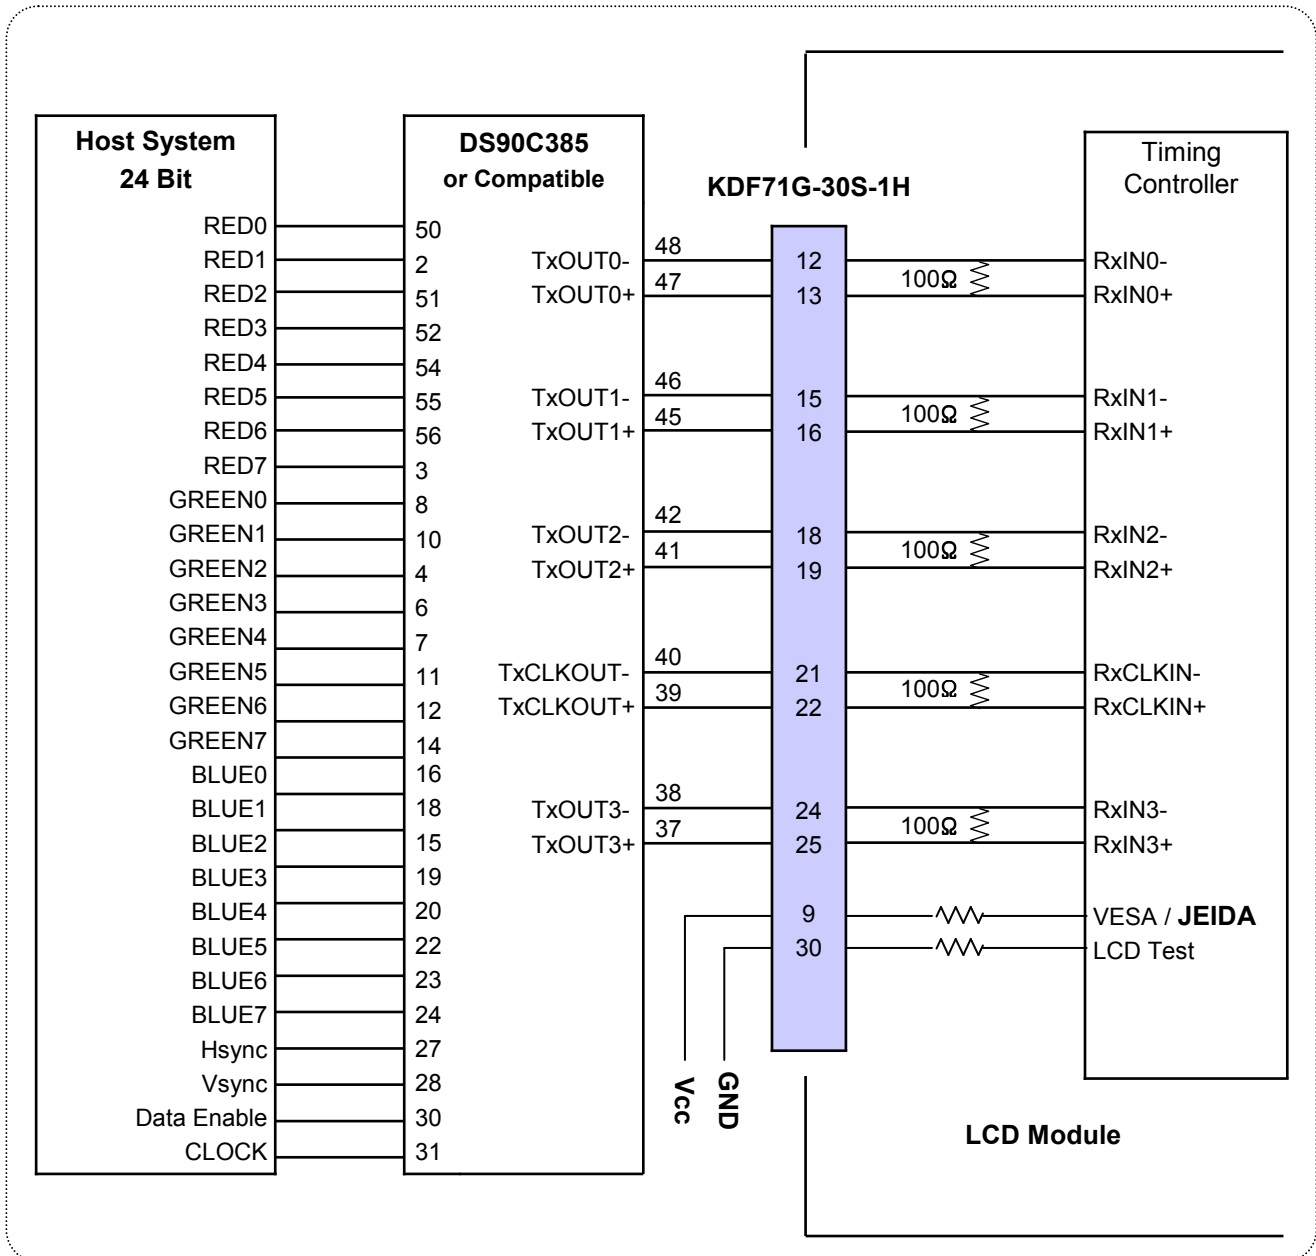 Host System
24 Bit
RED0
RED1
RED2
RED3
RED4
RED5
RED6
RED7
GREEN0
GREEN1
GREEN2
GREEN3
GREEN4
GREEN5
GREEN6
GREEN7
BLUE0
BLUE1
BLUE2
BLUE3
BLUE4
BLUE5
BLUE6
BLUE7
Hsync
Vsync
Data Enable
CLOCK
DS90C385
or Compatible
50
2
51
52
54
55
56
3
8
10
4
6
7
11
12
14
16
18
15
19
20
22
23
24
27
28
30
31
TxOUT0-
TxOUT0+
TxOUT1-
TxOUT1+
TxOUT2-
TxOUT2+
TxCLKOUT-
TxCLKOUT+
TxOUT3-
TxOUT3+
48
47
46
45
42
41
40
39
38
37
KDF71G-30S-1H
12
13
15
16
18
19
21
22
24
25
9
30
Vcc
GND
100Ω
100Ω
100Ω
100Ω
100Ω
Timing
Controller
RxIN0-
RxIN0+
RxIN1-
RxIN1+
RxIN2-
RxIN2+
RxCLKIN-
RxCLKIN+
RxIN3-
RxIN3+
VESA / JEIDA
LCD Test
LCD Module